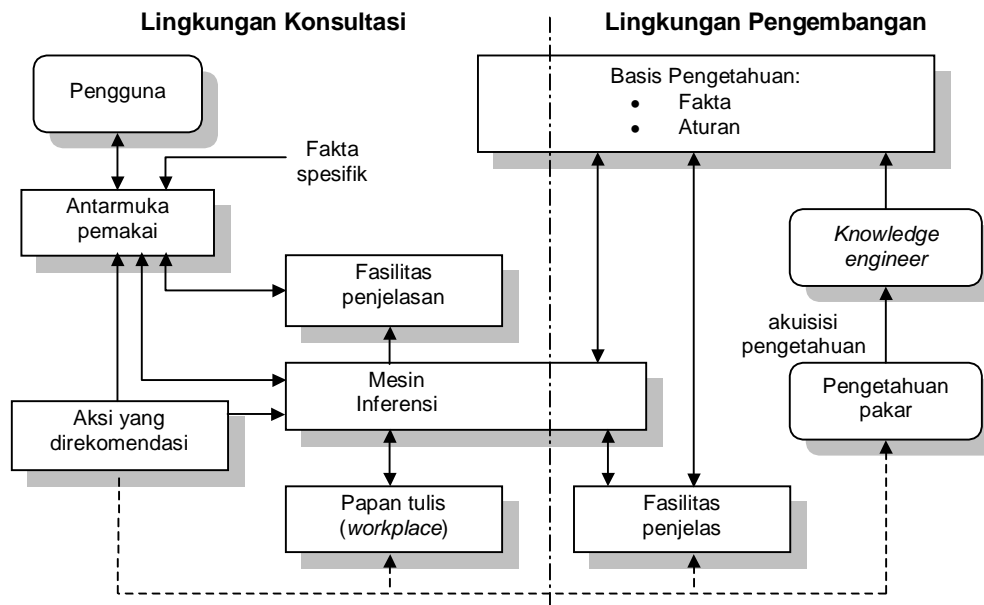 Lingkungan Konsultasi
Lingkungan Pengembangan
Pengguna
Basis Pengetahuan:
• Fakta
• Aturan
Fakta
spesifik
Antarmuka
pemakai
Knowledge
engineer
Fasilitas
penjelasan
akuisisi
pengetahuan
Mesin
Inferensi
Pengetahuan
pakar
Aksi yang
direkomendasi
Papan tulis
(workplace)
Fasilitas
penjelas